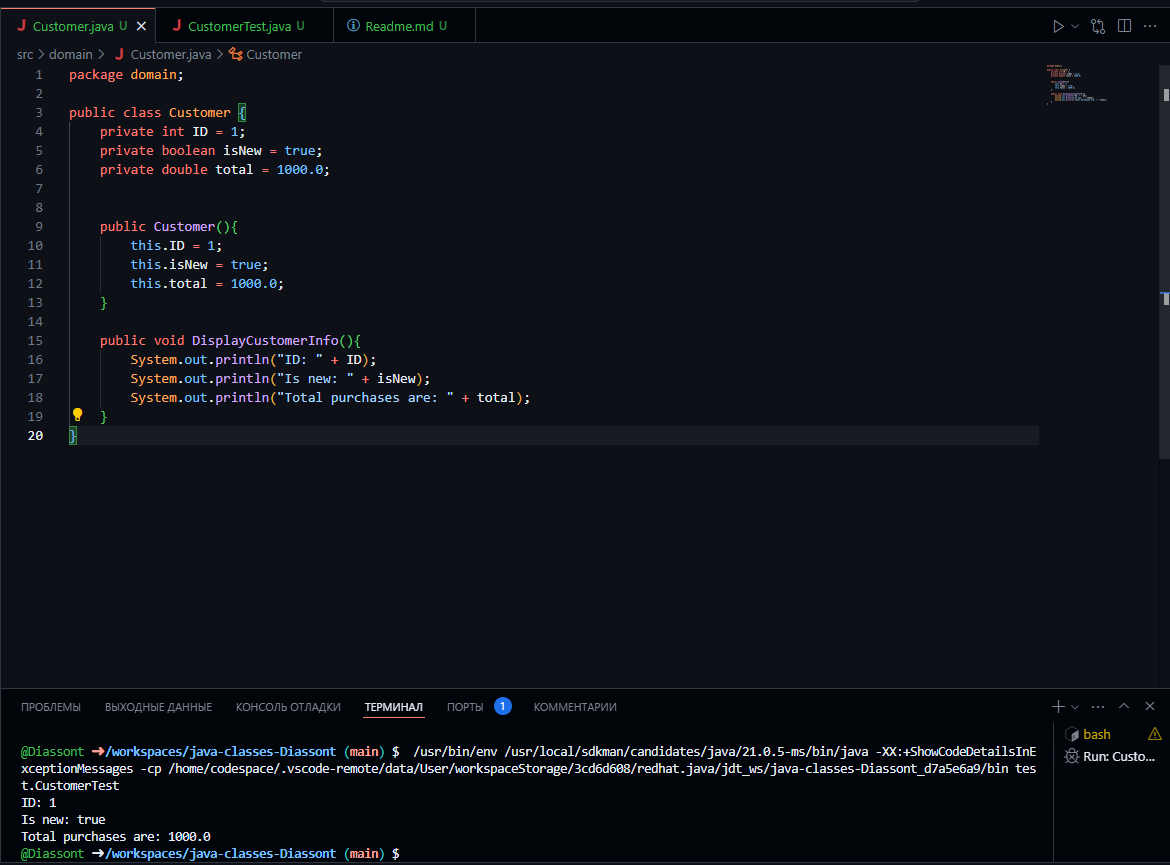 Customer.java U
CustomerTest.java U
Readme.md U
src > domain > Customer.java > Customer
1 package domain;
2
3 public class Customer {
4 private int ID = 1;
5 private boolean isNew = true;
6 private double total = 1000.0;
7
8
9 public Customer(){
10 this.ID = 1;
11 this.isNew = true;
12 this.total = 1000.0;
13 }
14
15 public void DisplayCustomerInfo(){
16 System.out.println("ID: " + ID);
17 System.out.println("Is new: " + isNew);
18 System.out.println("Total purchases are: " + total);
19 }
20 }
ПРОБЛЕМЫ ВЫХОДНЫЕ ДАННЫЕ КОНСОЛЬ ОТЛАДКИ ТЕРМИНАЛ ПОРТЫ 1 КОММЕНТАРИИ
@Diassont ➜/workspaces/java-classes-Diassont (main) $ /usr/bin/env /usr/local/sdkman/candidates/java/21.0.5-ms/bin/java -XX:+ShowCodeDetailsInE
xceptionMessages -cp /home/codespace/.vscode-remote/data/User/workspaceStorage/3cd6d608/redhat.java/jdt_ws/java-classes-Diassont_d7a5e6a9/bin tes
t.CustomerTest
ID: 1
Is new: true
Total purchases are: 1000.0
@Diassont ➜/workspaces/java-classes-Diassont (main) $
bash
Run: Custo...